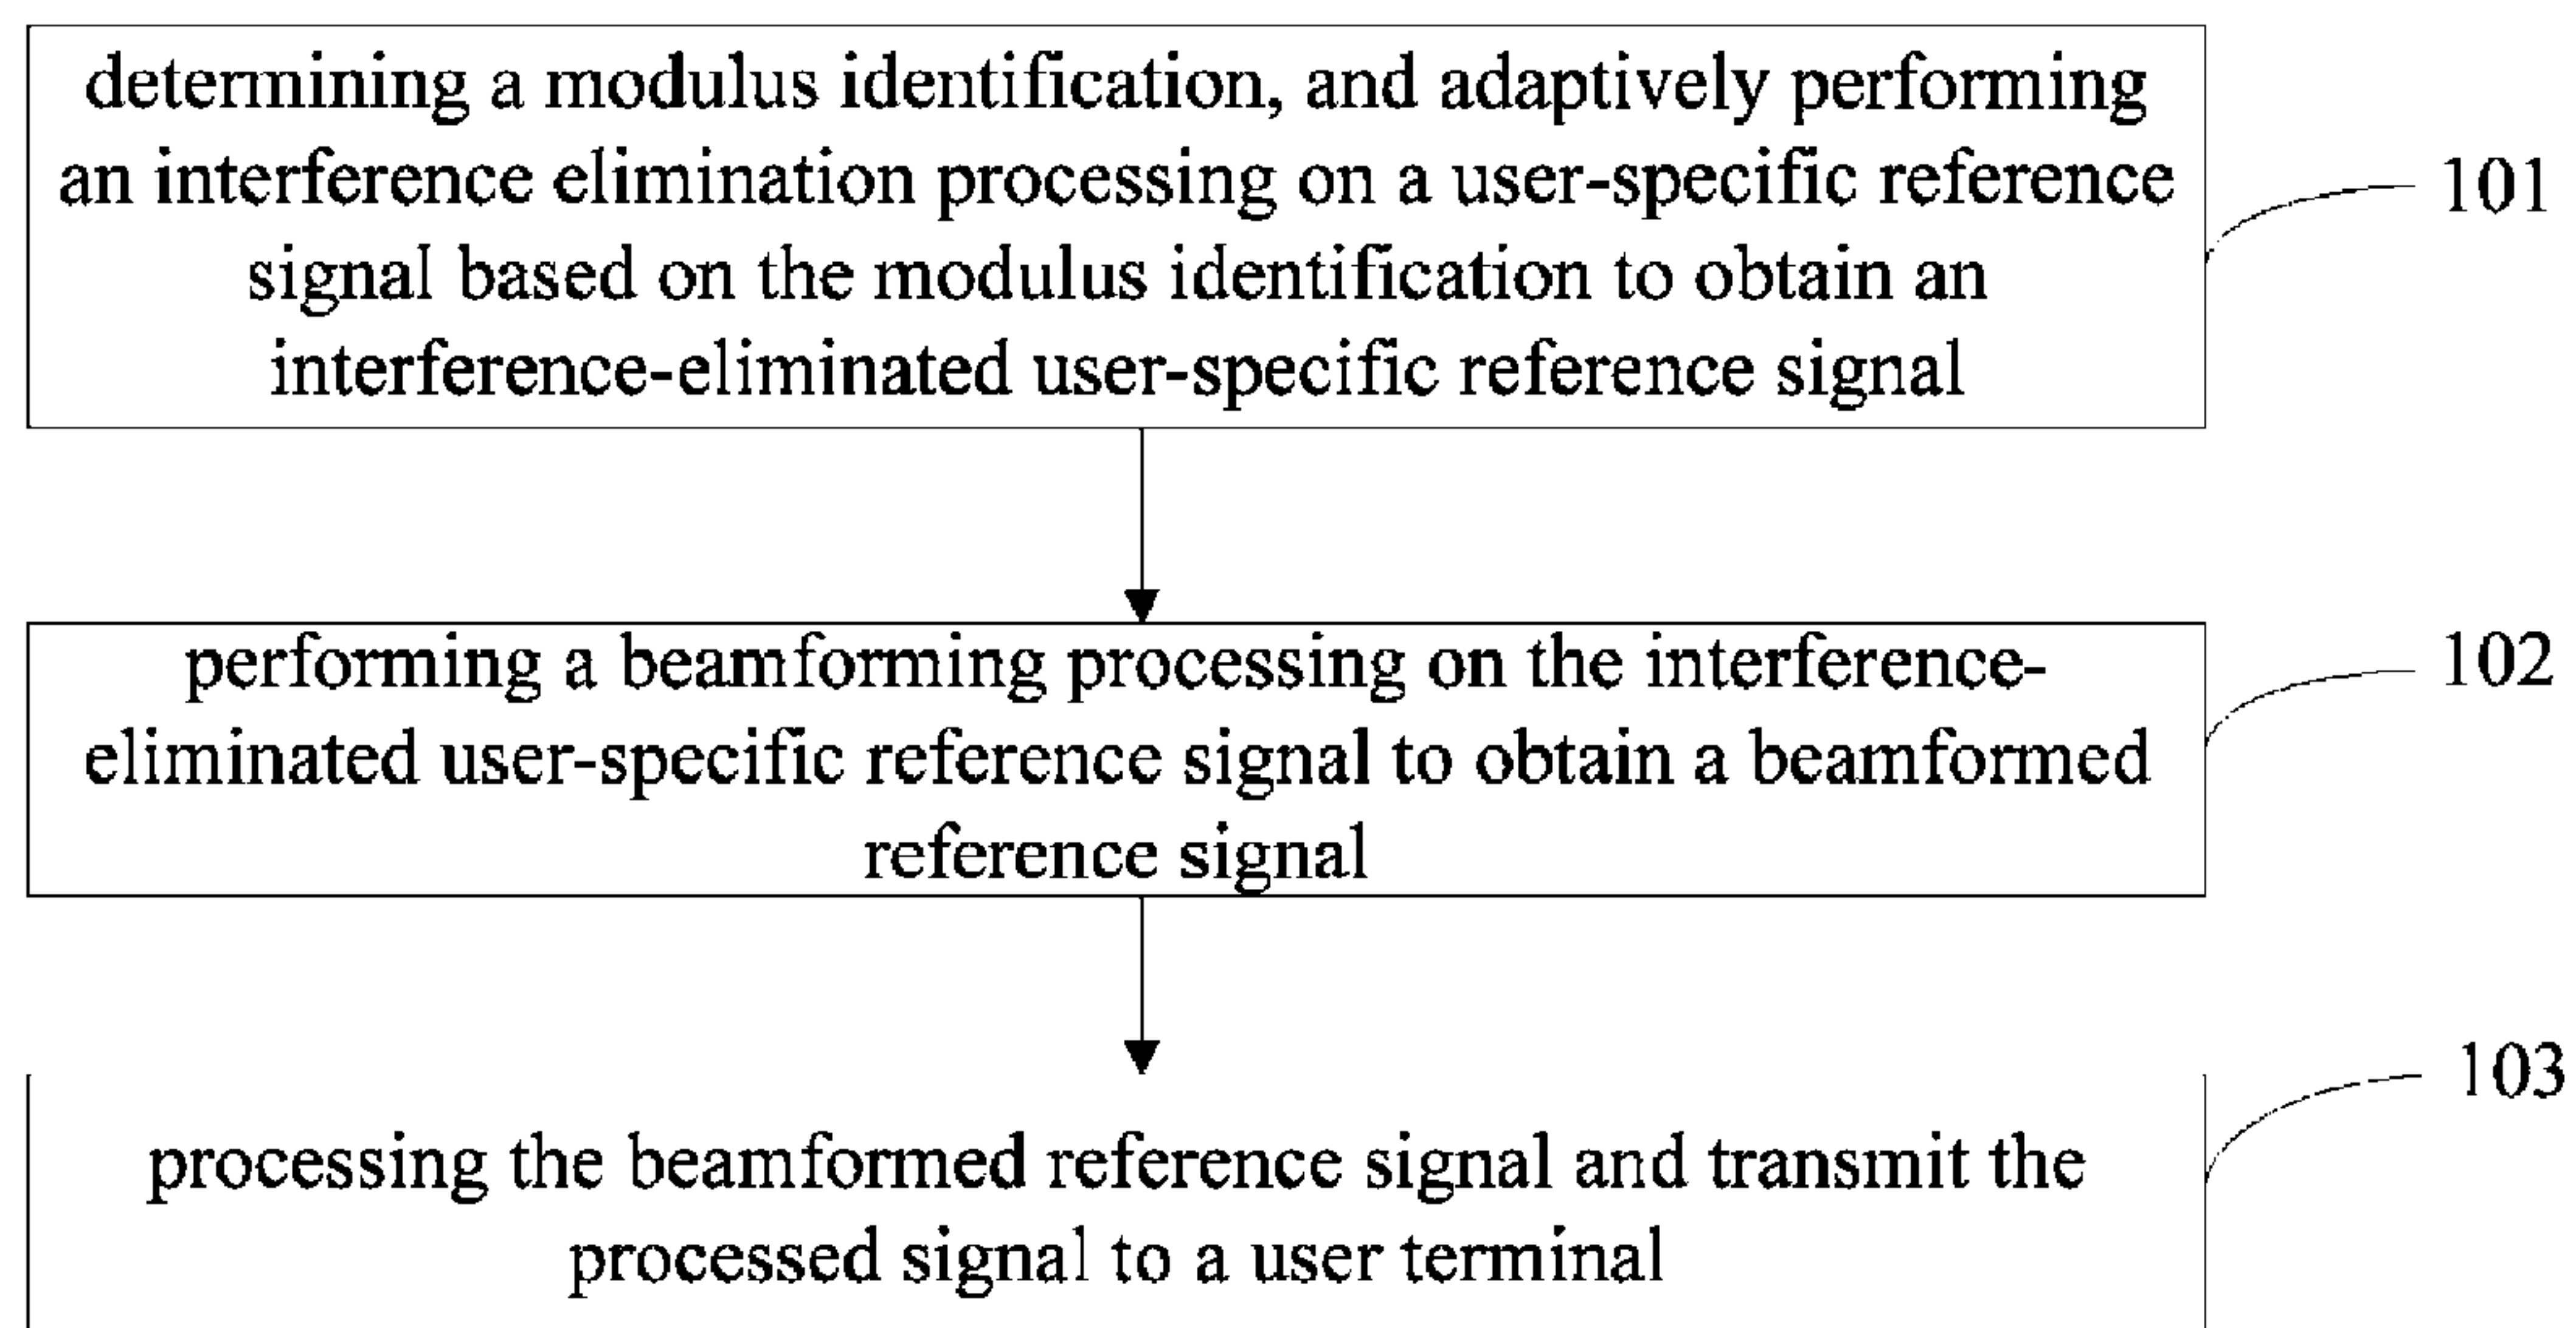 determining a modulus identification, and adaptively performing
an interference elimination processing on a user-specific reference
signal based on the modulus identification to obtain an
interference-eliminated user-specific reference signal
101
performing a beamforming processing on the interference-
eliminated user-specific reference signal to obtain a beamformed
reference signal
102
processing the beamformed reference signal and transmit the
processed signal to a user terminal
103